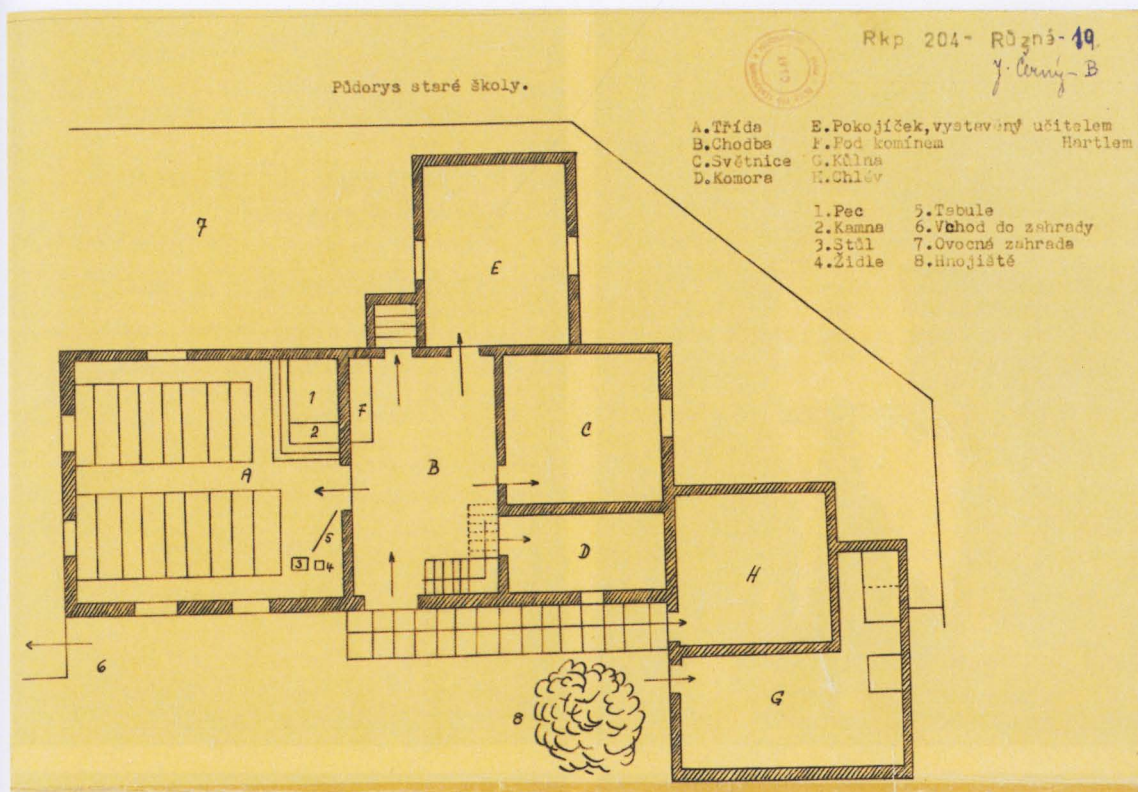 Rkp 204- Různé-19.
J. Černý-B
Půdorys staré školy.
A.Třída E.Pokojíček,vystavěný učitelem
B.Chodba F.Pod komínem Hartlem
C.Světnice G.Kůlna
D.Komora H.Chlév
1.Pec 5.Tabule
2.Kamna 6.Vchod do zahrady
3.Stůl 7.Ovocná zahrada
4.Židle 8.Hnojiště
7
E
1
F
2
C
A
B
5
3
4
D
H
6
8
G